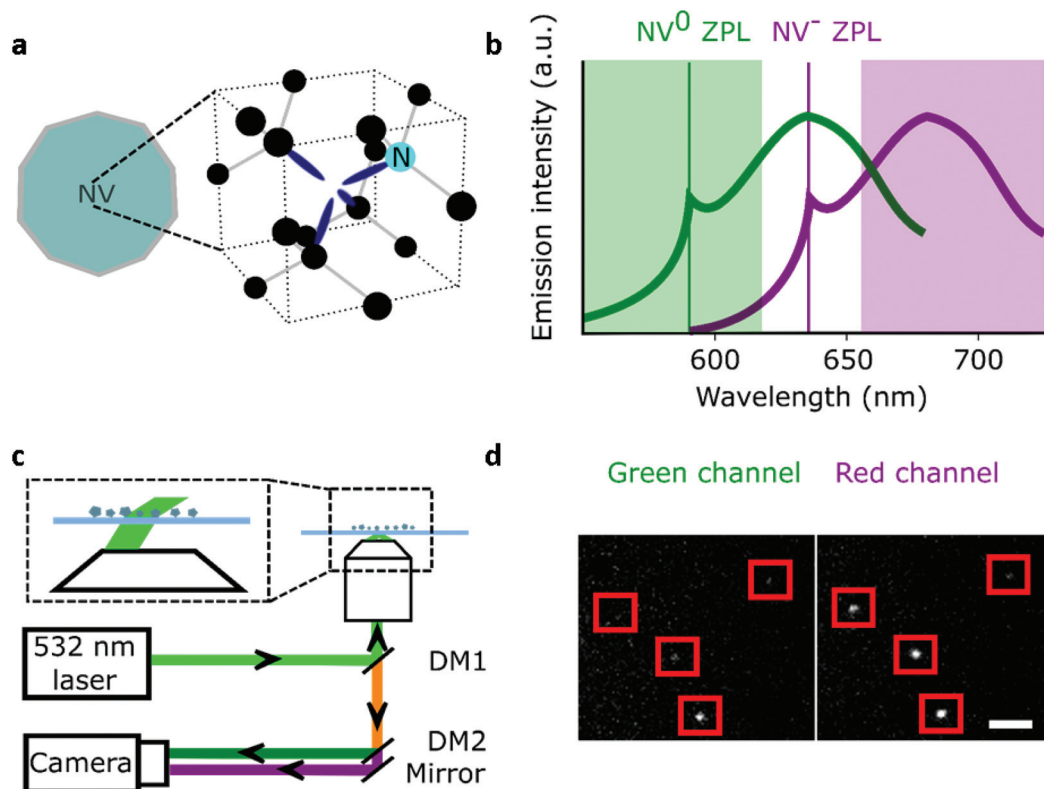 a
NV
N
b
NV⁰ ZPL NV⁻ ZPL
Emission intensity (a.u.)
600 650 700
Wavelength (nm)
c
532 nm
laser
DM1
DM2
Camera
Mirror
d
Green channel Red channel